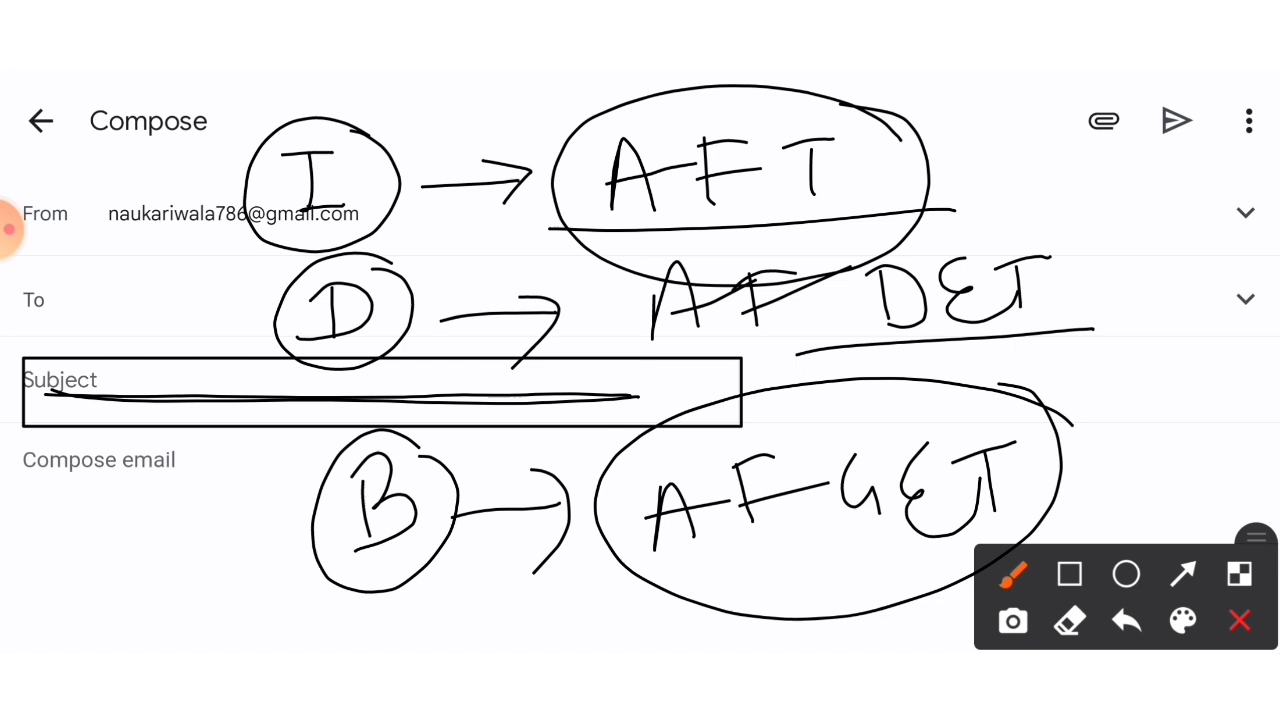 Compose
I → AFT
From naukariwala786@gmail.com
D → AF DET
To
Subject
Compose email
B → AFGET